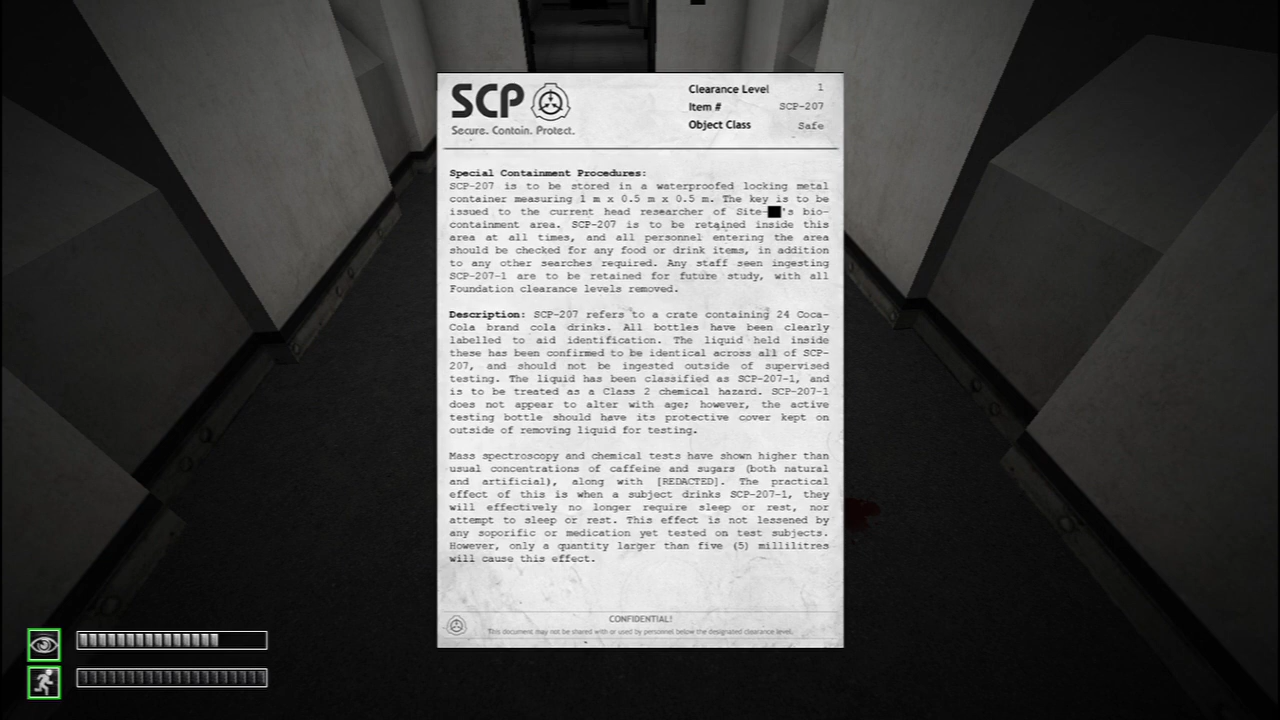 SCP
Secure. Contain. Protect.
Clearance Level 1
Item # SCP-207
Object Class Safe
Special Containment Procedures:
SCP-207 is to be stored in a waterproofed locking metal
container measuring 1 m x 0.5 m x 0.5 m. The key is to be
issued to the current head researcher of Site-█'s bio-
containment area. SCP-207 is to be retained inside this
area at all times, and all personnel entering the area
should be checked for any food or drink items, in addition
to any other searches required. Any staff seen ingesting
SCP-207-1 are to be retained for future study, with all
Foundation clearance levels removed.
Description: SCP-207 refers to a crate containing 24 Coca-
Cola brand cola drinks. All bottles have been clearly
labelled to aid identification. The liquid held inside
these has been confirmed to be identical across all of SCP-
207, and should not be ingested outside of supervised
testing. The liquid has been classified as SCP-207-1, and
is to be treated as a Class 2 chemical hazard. SCP-207-1
does not appear to alter with age; however, the active
testing bottle should have its protective cover kept on
outside of removing liquid for testing.
Mass spectroscopy and chemical tests have shown higher than
usual concentrations of caffeine and sugars (both natural
and artificial), along with [REDACTED]. The practical
effect of this is when a subject drinks SCP-207-1, they
will effectively no longer require sleep or rest, nor
attempt to sleep or rest. This effect is not lessened by
any soporific or medication yet tested on test subjects.
However, only a quantity larger than five (5) millilitres
will cause this effect.
CONFIDENTIAL!
This document may not be shared with or used by personnel below the designated clearance level.